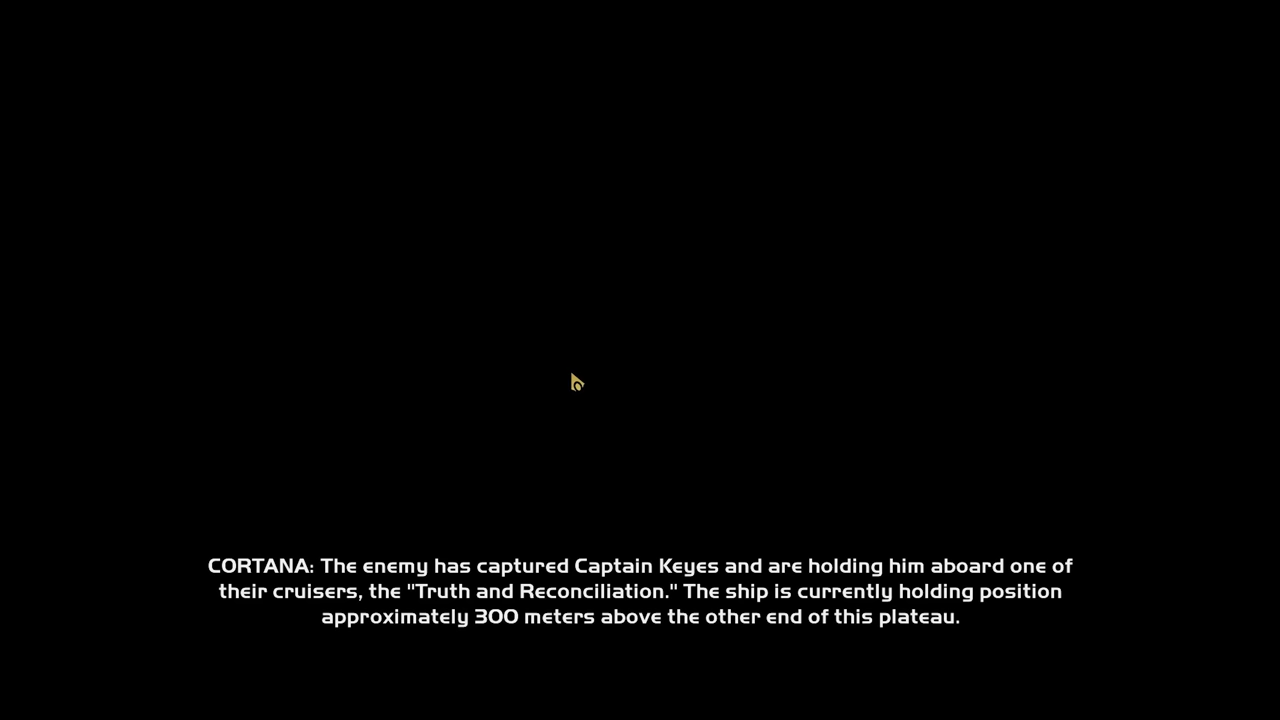 CORTANA: The enemy has captured Captain Keyes and are holding him aboard one of
their cruisers, the "Truth and Reconciliation." The ship is currently holding position
approximately 300 meters above the other end of this plateau.